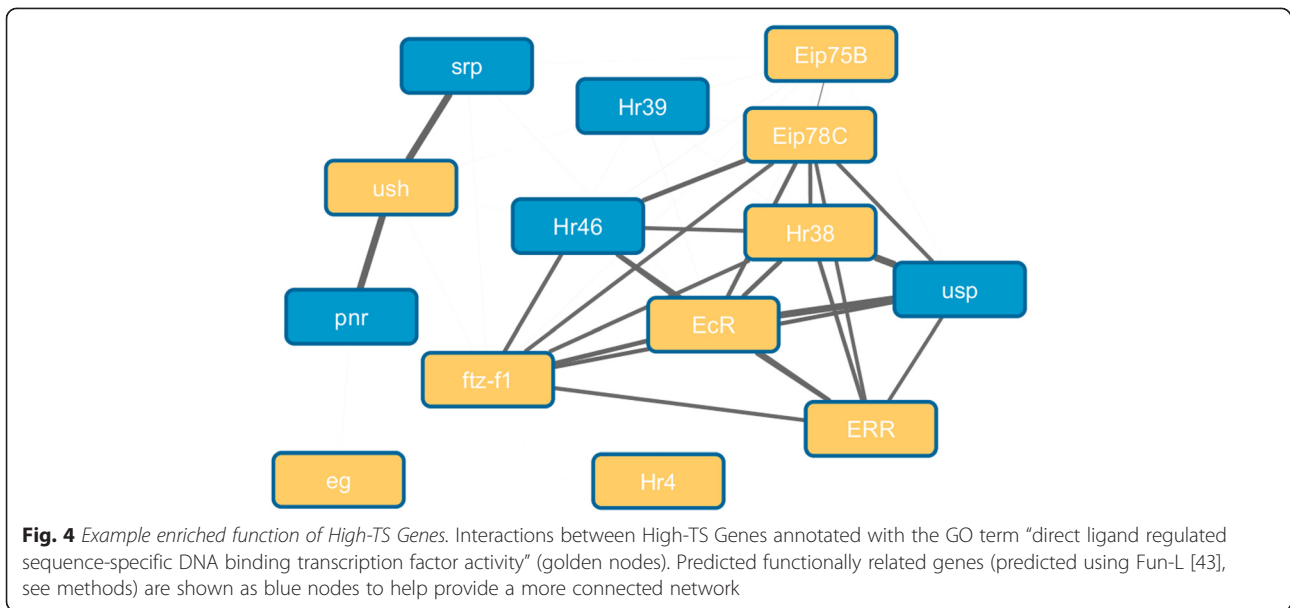 srp
Eip75B
Hr39
Eip78C
ush
Hr46
Hr38
usp
pnr
EcR
ftz-f1
ERR
eg
Hr4
Fig. 4 Example enriched function of High-TS Genes. Interactions between High-TS Genes annotated with the GO term “direct ligand regulated
sequence-specific DNA binding transcription factor activity” (golden nodes). Predicted functionally related genes (predicted using Fun-L [43],
see methods) are shown as blue nodes to help provide a more connected network